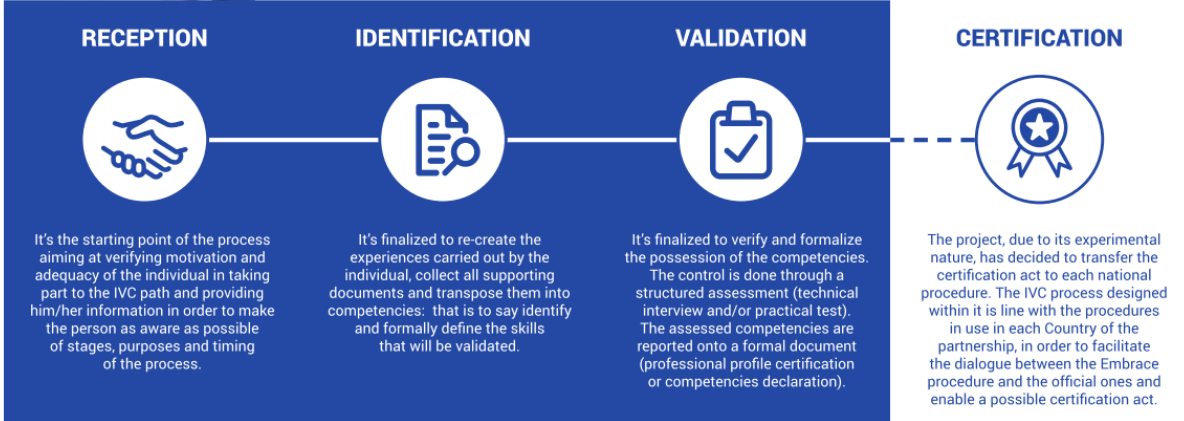 RECEPTION
It's the starting point of the process
aiming at verifying motivation and
adequacy of the individual in taking
part to the IVC path and providing
him/her information in order to make
the person as aware as possible
of stages, purposes and timing
of the process.
IDENTIFICATION
It's finalized to re-create the
experiences carried out by the
individual, collect all supporting
documents and transpose them into
competencies: that is to say identify
and formally define the skills
that will be validated.
VALIDATION
It's finalized to verify and formalize
the possession of the competencies.
The control is done through a
structured assessment (technical
interview and/or practical test).
The assessed competencies are
reported onto a formal document
(professional profile certification
or competencies declaration).
CERTIFICATION
The project, due to its experimental
nature, has decided to transfer the
certification act to each national
procedure. The IVC process designed
within it is line with the procedures
in use in each Country of the
partnership, in order to facilitate
the dialogue between the Embrace
procedure and the official ones and
enable a possible certification act.